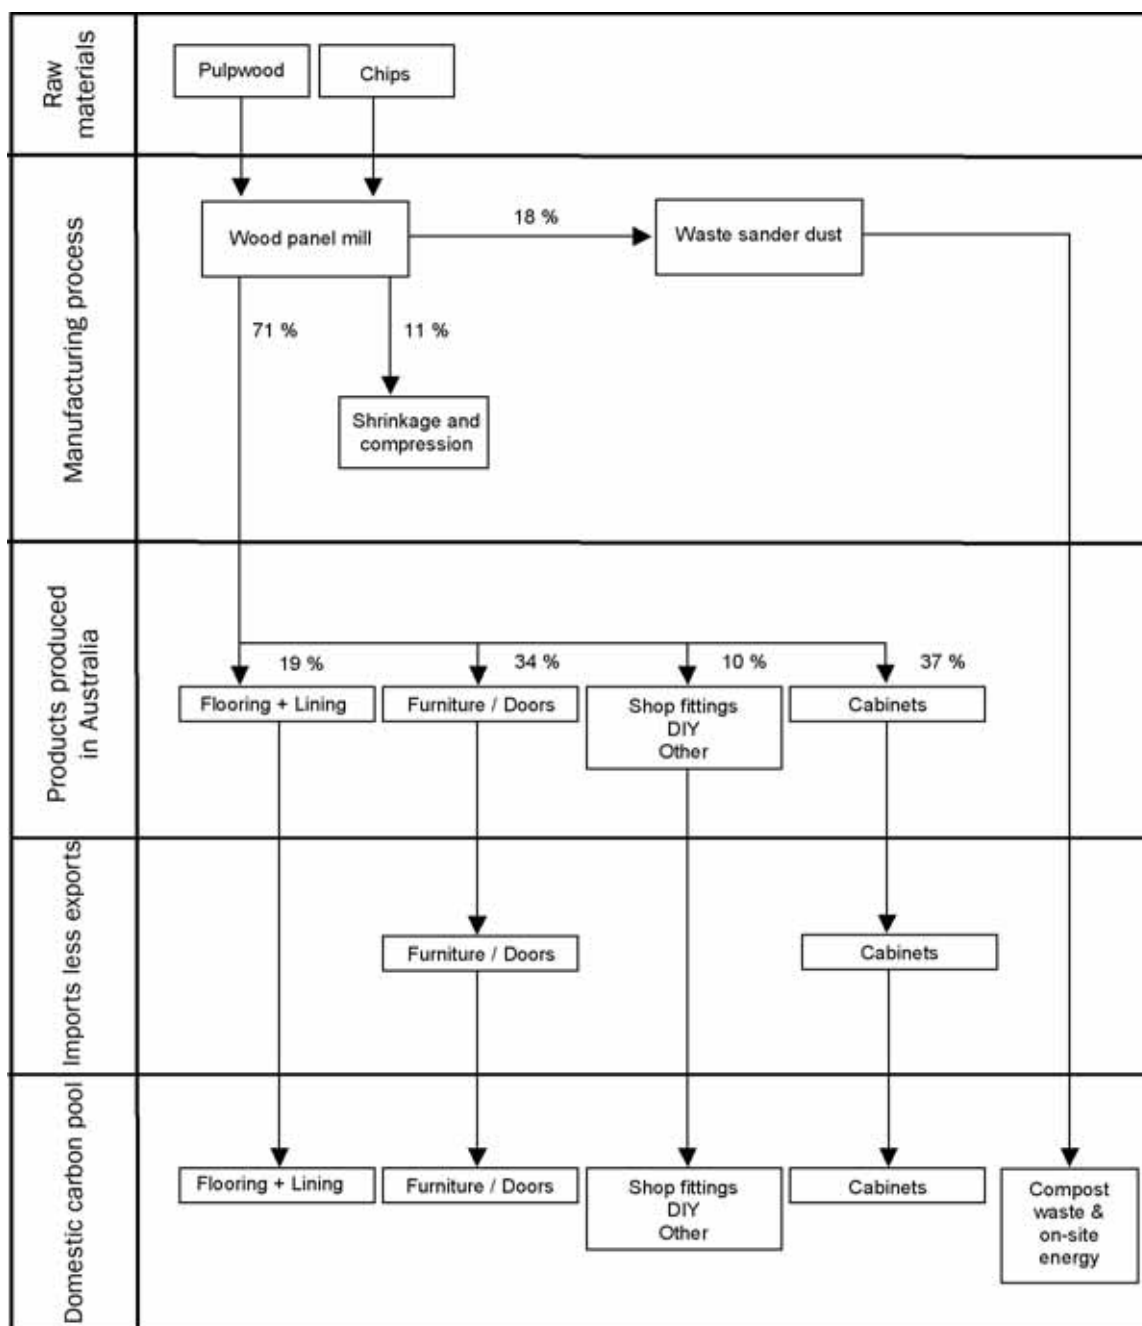 Raw
materials
Pulpwood
Chips
Manufacturing process
Wood panel mill
18 %
Waste sander dust
71 %
11 %
Shrinkage and
compression
Products produced
in Australia
19 %
34 %
10 %
37 %
Flooring + Lining
Furniture / Doors
Shop fittings
DIY
Other
Cabinets
Imports less exports
Furniture / Doors
Cabinets
Domestic carbon pool
Flooring + Lining
Furniture / Doors
Shop fittings
DIY
Other
Cabinets
Compost
waste &
on-site
energy